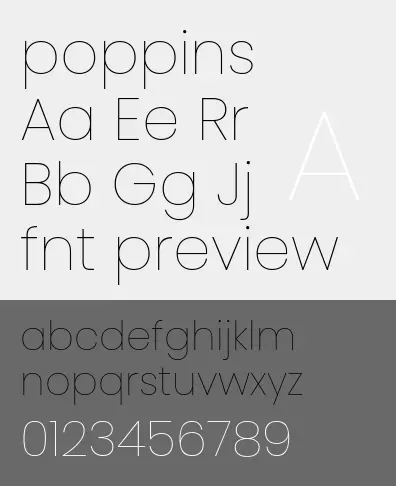 poppins
Aa Ee Rr
A
Bb Gg Jj
fnt preview
abcdefghijklm
nopqrstuvwxyz
0123456789